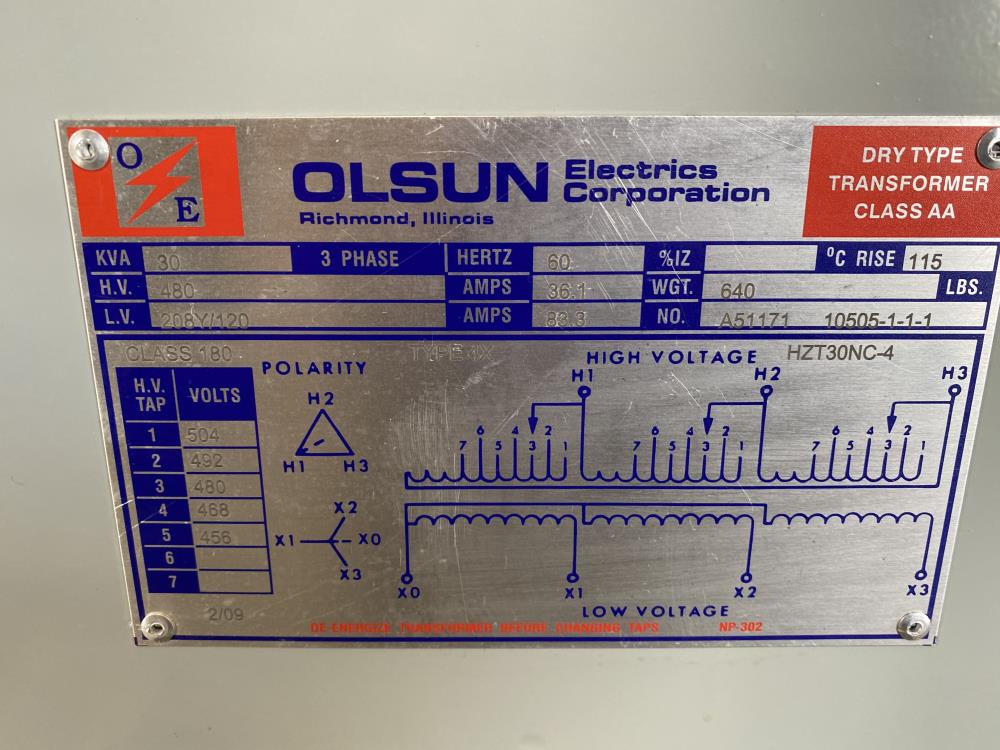 O E
OLSUN Electrics Corporation
Richmond, Illinois
DRY TYPE
TRANSFORMER
CLASS AA
KVA 30 3 PHASE HERTZ 60 %IZ ºC RISE 115
H.V. 480 AMPS 36.1 WGT. 640 LBS.
L.V. 208Y/120 AMPS 83.3 NO. A51171 10505-1-1-1
CLASS 180 TYPE 4X HZT30NC-4
H.V. TAP VOLTS
1 504
2 492
3 480
4 468
5 456
6
7
2/09
POLARITY
H2
H1 H3
X2
X1 X0
X3
HIGH VOLTAGE
H1 H2 H3
7 6 5 4 3 2 1 7 6 5 4 3 2 1 7 6 5 4 3 2 1
X0 X1 X2 X3
LOW VOLTAGE
DE-ENERGIZE TRANSFORMER BEFORE CHANGING TAPS NP-302